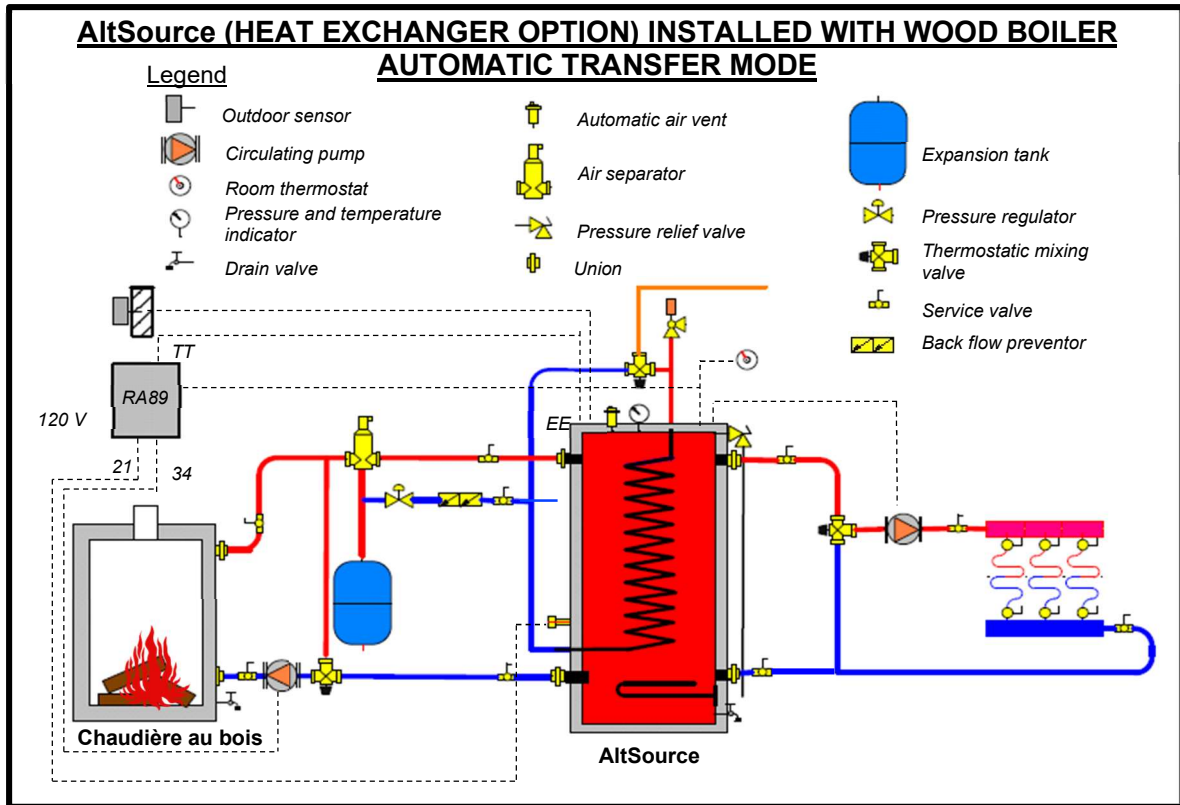 AltSource (HEAT EXCHANGER OPTION) INSTALLED WITH WOOD BOILER
AUTOMATIC TRANSFER MODE
Legend
Outdoor sensor
Circulating pump
Room thermostat
Pressure and temperature
indicator
Drain valve
Automatic air vent
Air separator
Pressure relief valve
Union
Expansion tank
Pressure regulator
Thermostatic mixing
valve
Service valve
Back flow preventor
TT
RA89
120 V
21
34
EE
Chaudière au bois
AltSource